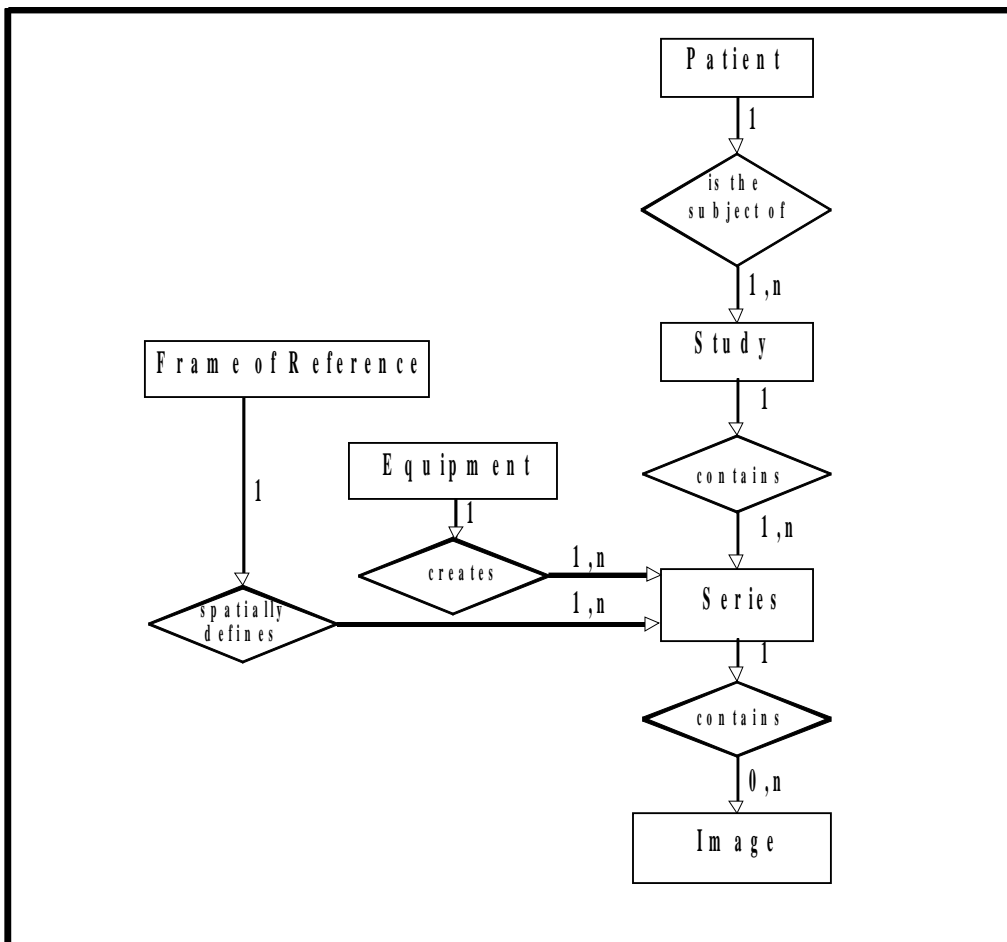 Patient
1
is the
subject of
1,n
Study
1
contains
1,n
Frame of Reference
1
Equipment
1
creates
1,n
spatially
defines
1,n
Series
1
contains
0,n
Image